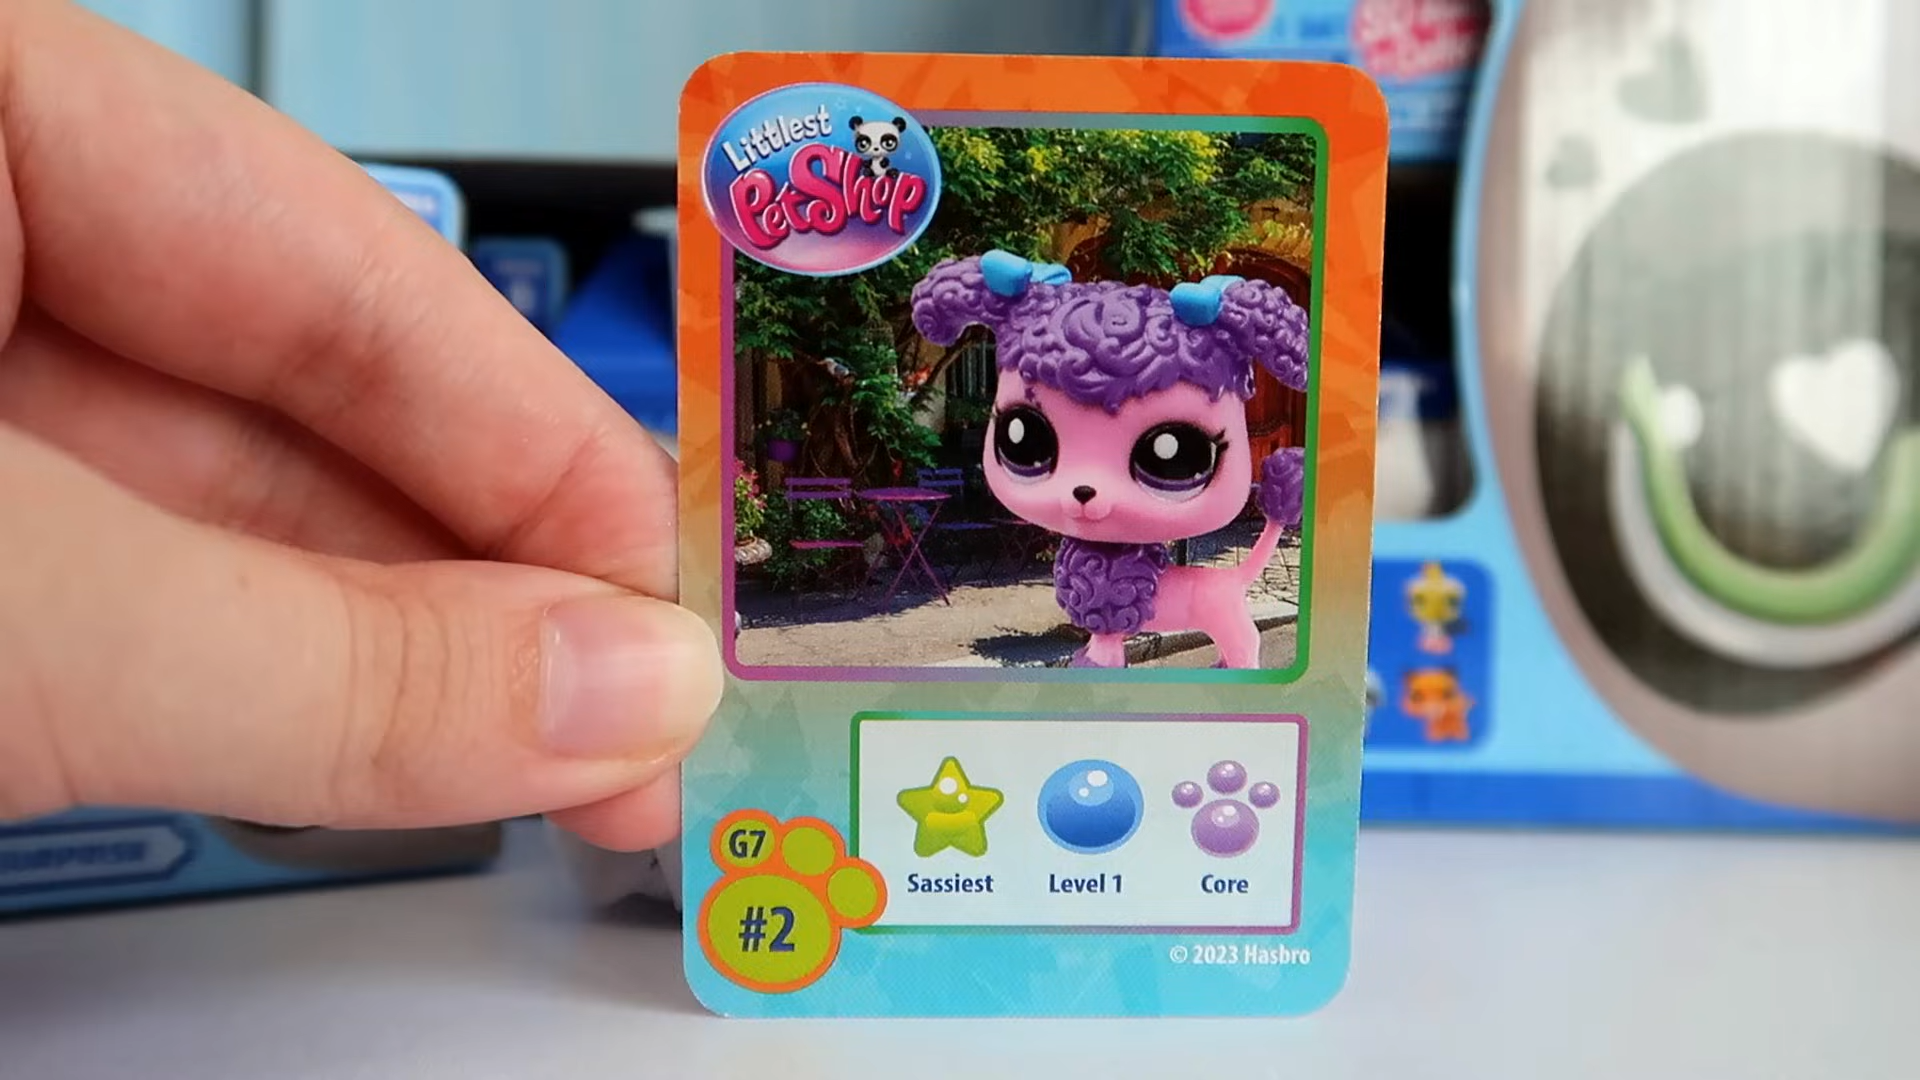 Littlest
PetShop
G7
#2
Sassiest
Level 1
Core
© 2023 Hasbro